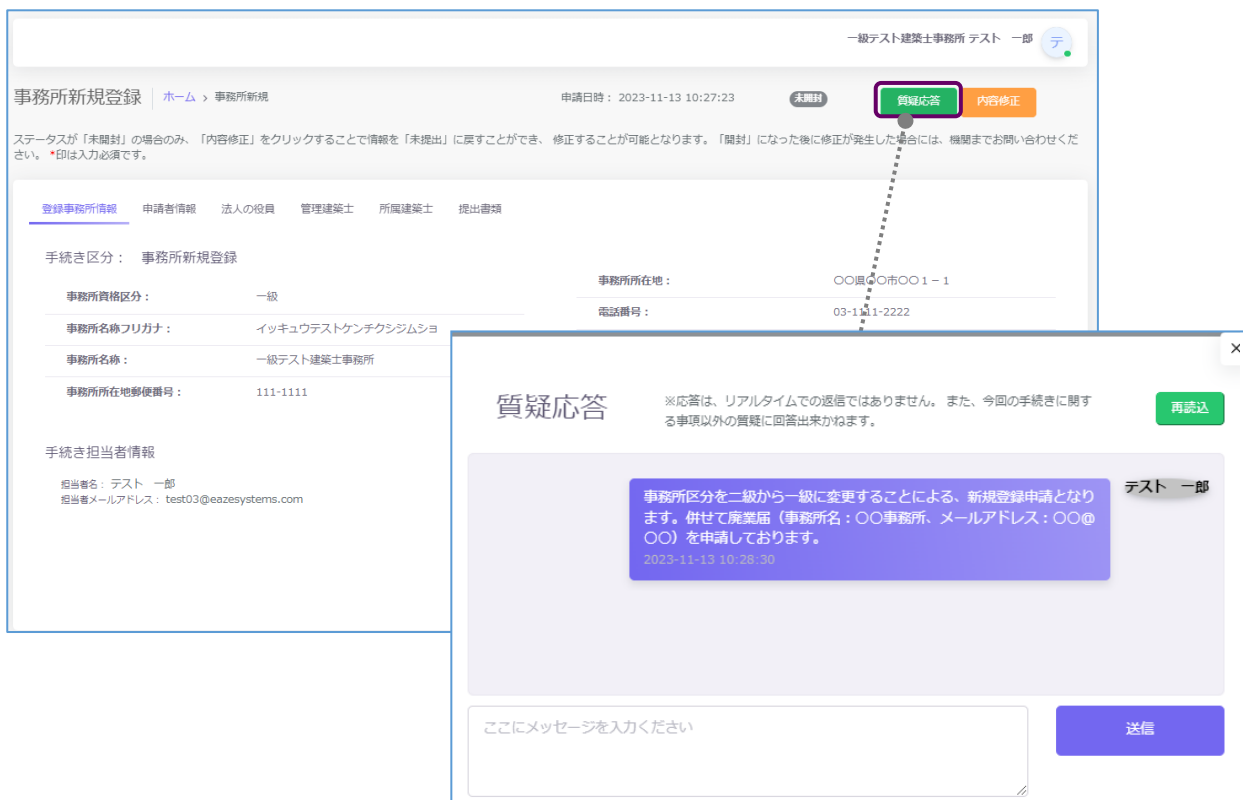 一級テスト建築士事務所 テスト　一郎
テ
事務所新規登録 ホーム > 事務所新規
申請日時： 2023-11-13 10:27:23
未開封
質疑応答
内容修正
ステータスが「未開封」の場合のみ、「内容修正」をクリックすることで情報を「未提出」に戻すことができ、 修正することが可能となります。「開封」になった後に修正が発生した場合には、機関までお問い合わせくだ
さい。 *印は入力必須です。
登録事務所情報 申請者情報 法人の役員 管理建築士 所属建築士 提出書類
手続き区分： 事務所新規登録
事務所資格区分： 一級
事務所名称フリガナ： イッキュウテストケンチクシジムショ
事務所名称： 一級テスト建築士事務所
事務所所在地郵便番号： 111-1111
事務所所在地： 〇〇県〇〇市〇〇１－１
電話番号： 03-1111-2222
手続き担当者情報
担当者名： テスト　一郎
担当者メールアドレス： test03@eazesystems.com
×
質疑応答
※応答は、リアルタイムでの返信ではありません。 また、今回の手続きに関す
る事項以外の質疑に回答出来かねます。
再読込
テスト　一郎
事務所区分を二級から一級に変更することによる、新規登録申請となり
ます。併せて廃業届（事務所名：〇〇事務所、メールアドレス：〇〇@
〇〇）を申請しております。
2023-11-13 10:28:30
ここにメッセージを入力ください
送信